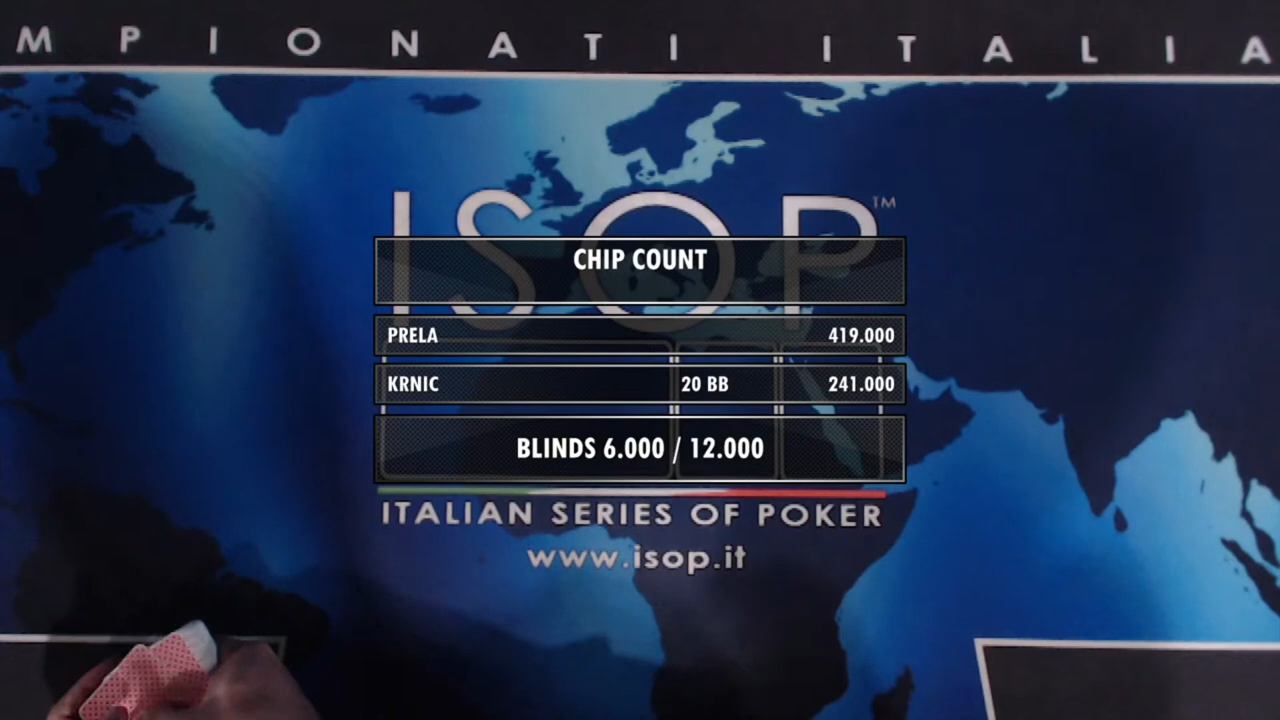 MPIONATI ITALIA
ISOP™
CHIP COUNT
PRELA 419.000
KRNIC 20 BB 241.000
BLINDS 6.000 / 12.000
ITALIAN SERIES OF POKER
www.isop.it